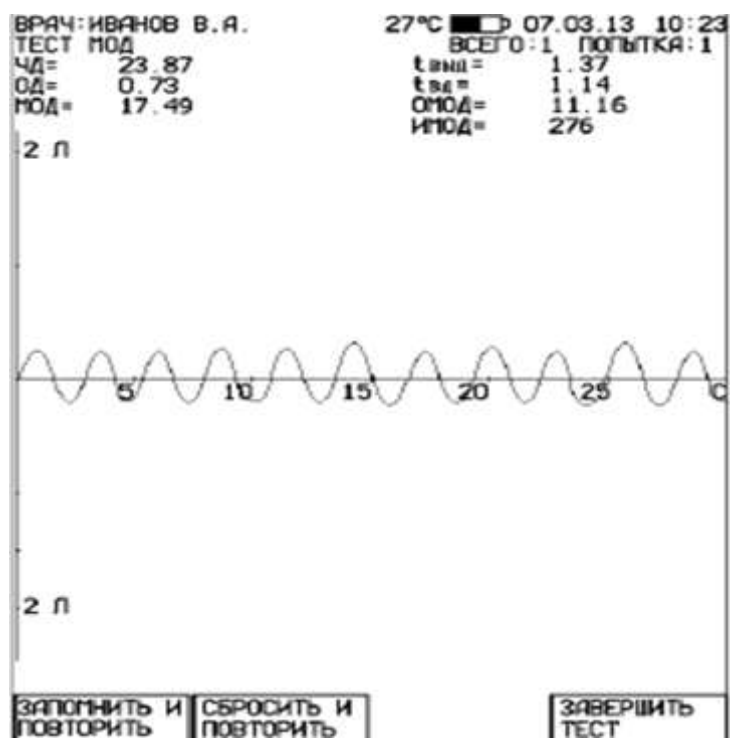 ВРАЧ:ИВАНОВ В.А. 27°C 07.03.13 10:23
ТЕСТ МОД ВСЕГО:1 ПОПЫТКА:1
ЧД= 23.87 tвыд= 1.37
ОД= 0.73 tвд= 1.14
МОД= 17.49 ОМОД= 11.16
ИМОД= 276
2 Л
5 10 15 20 25 С
2 Л
ЗАПОМНИТЬ И ПОВТОРИТЬ
СБРОСИТЬ И ПОВТОРИТЬ
ЗАВЕРШИТЬ ТЕСТ